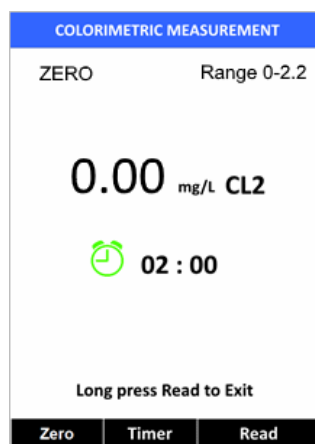 COLORIMETRIC MEASUREMENT
ZERO Range 0-2.2
0.00 mg/L CL2
02 : 00
Long press Read to Exit
Zero Timer Read